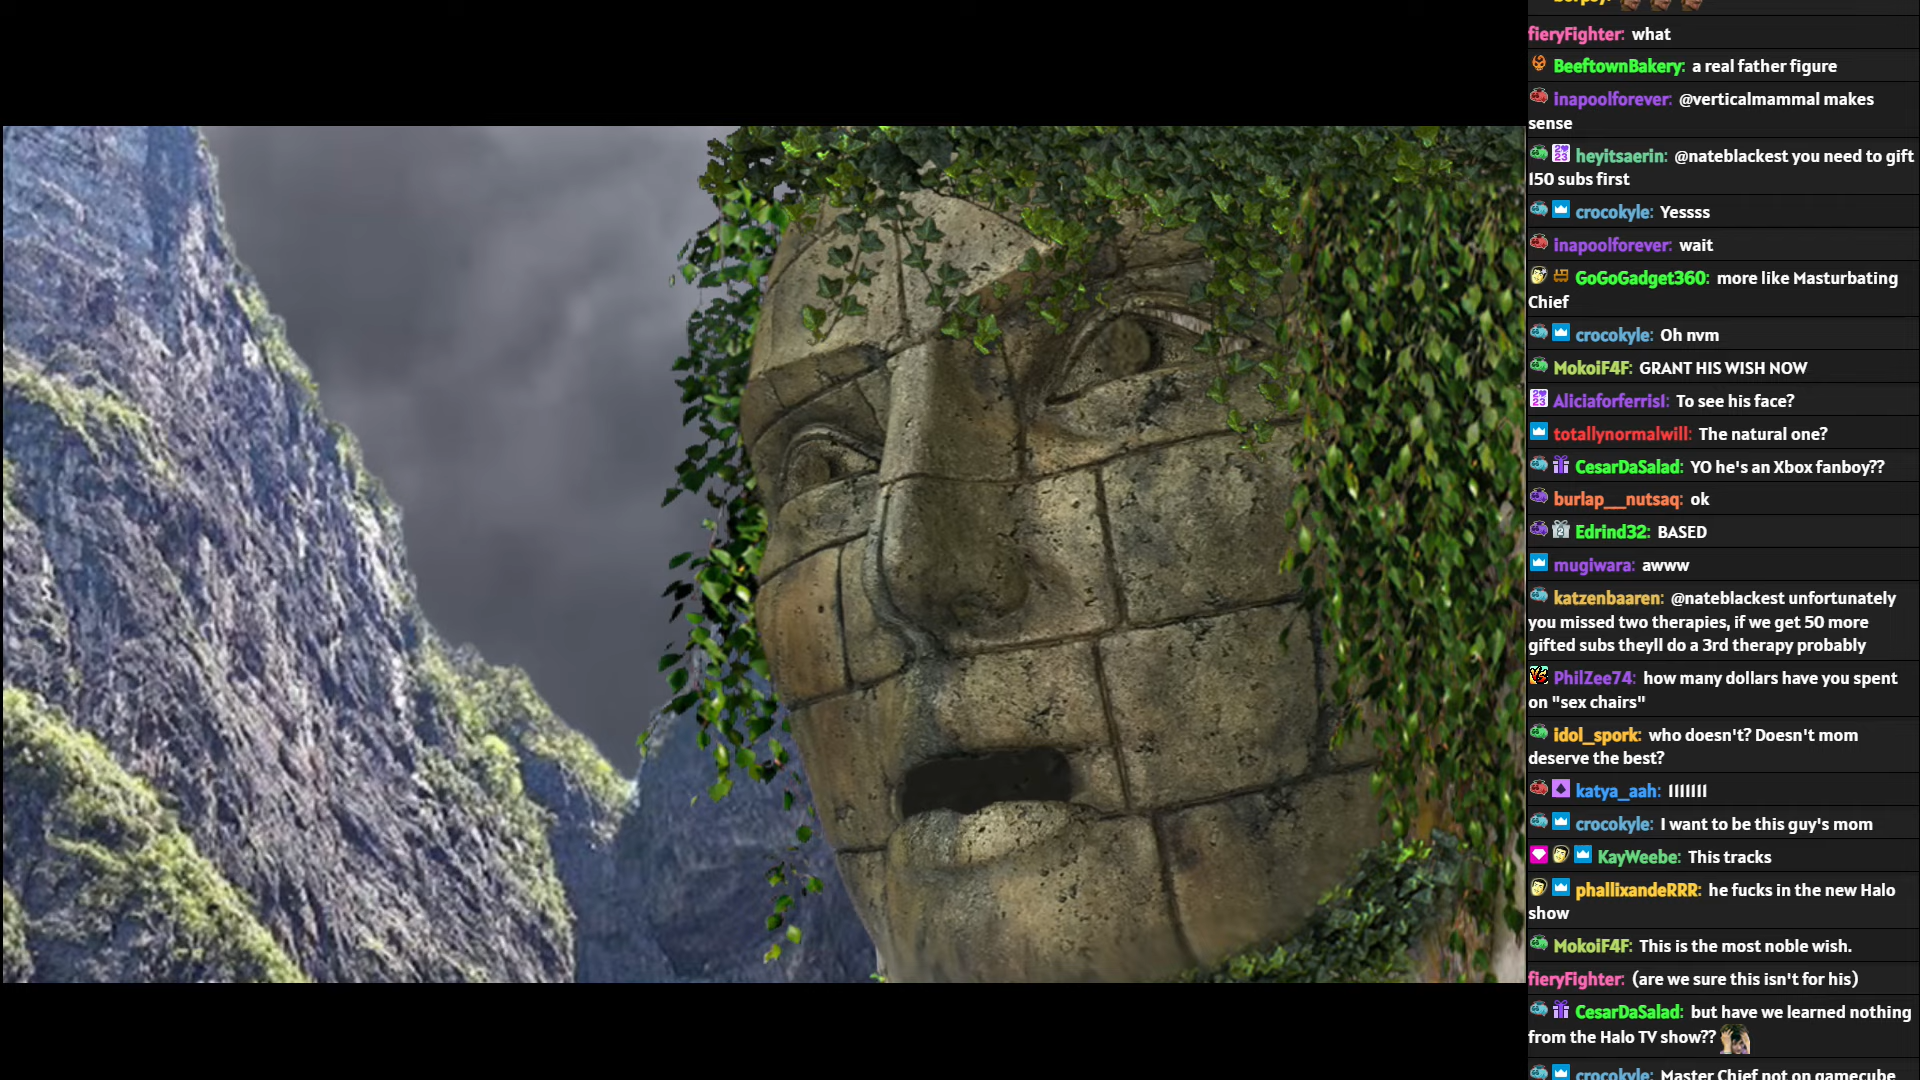 fieryFighter: what
BeeftownBakery: a real father figure
inapoolforever: @verticalmammal makes
sense
heyitsaerin: @nateblackest you need to gift
150 subs first
crocokyle: Yessss
inapoolforever: wait
GoGoGadget360: more like Masturbating
Chief
crocokyle: Oh nvm
MokoiF4F: GRANT HIS WISH NOW
Aliciaforferris1: To see his face?
totallynormalwill: The natural one?
CesarDaSalad: YO he's an Xbox fanboy??
burlap__nutsaq: ok
Edrind32: BASED
mugiwara: awww
katzenbaaren: @nateblackest unfortunately
you missed two therapies, if we get 50 more
gifted subs theyll do a 3rd therapy probably
PhilZee74: how many dollars have you spent
on "sex chairs"
idol_spork: who doesn't? Doesn't mom
deserve the best?
katya_aah: 1111111
crocokyle: I want to be this guy's mom
KayWeebe: This tracks
phallixandeRRR: he fucks in the new Halo
show
MokoiF4F: This is the most noble wish.
fieryFighter: (are we sure this isn't for his)
CesarDaSalad: but have we learned nothing
from the Halo TV show??
crocokyle: Master Chief not on gamecube